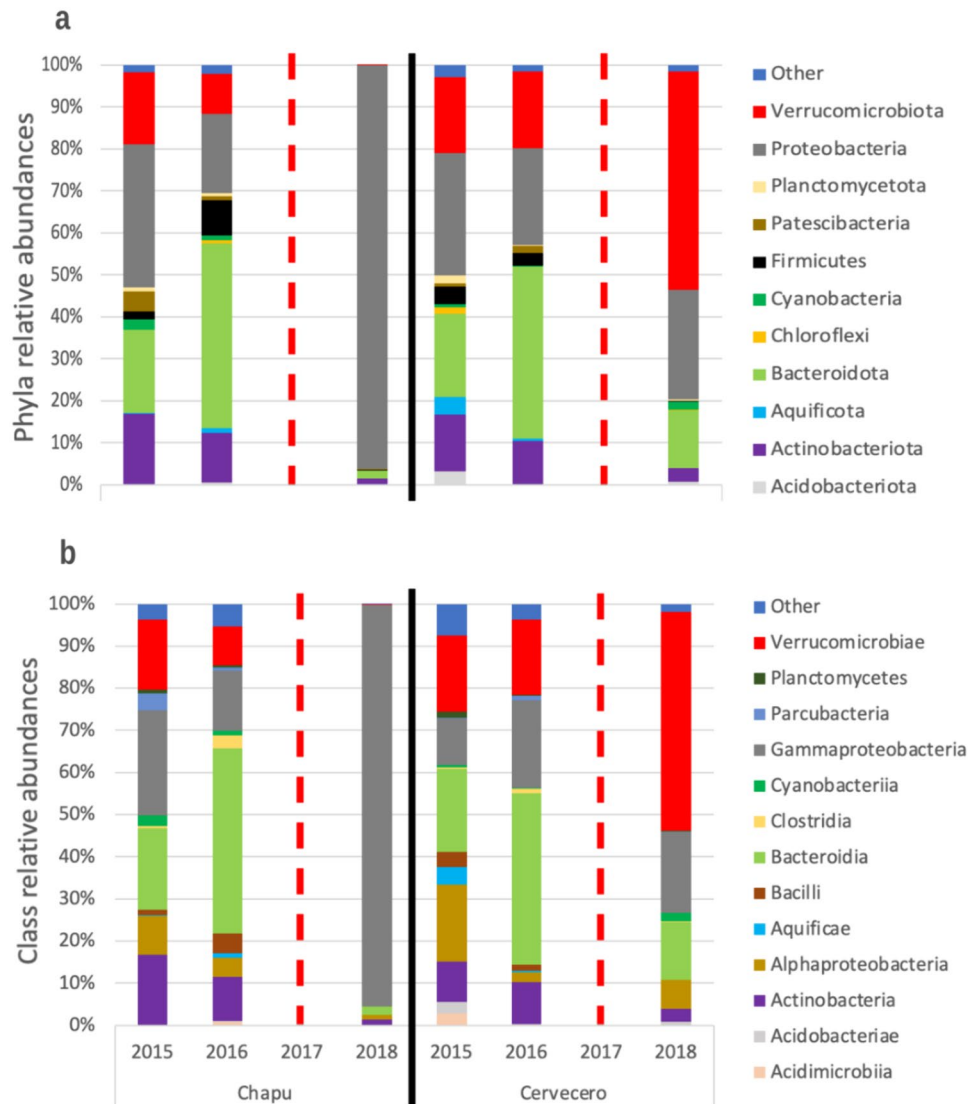 a
Phyla relative abundances
100%
90%
80%
70%
60%
50%
40%
30%
20%
10%
0%
Other
Verrucomicrobiota
Proteobacteria
Planctomycetota
Patescibacteria
Firmicutes
Cyanobacteria
Chloroflexi
Bacteroidota
Aquificota
Actinobacteriota
Acidobacteriota
b
Class relative abundances
100%
90%
80%
70%
60%
50%
40%
30%
20%
10%
0%
2015 2016 2017 2018 2015 2016 2017 2018
Chapu Cervecero
Other
Verrucomicrobiae
Planctomycetes
Parcubacteria
Gammaproteobacteria
Cyanobacteriia
Clostridia
Bacteroidia
Bacilli
Aquificae
Alphaproteobacteria
Actinobacteria
Acidobacteriae
Acidimicrobiia